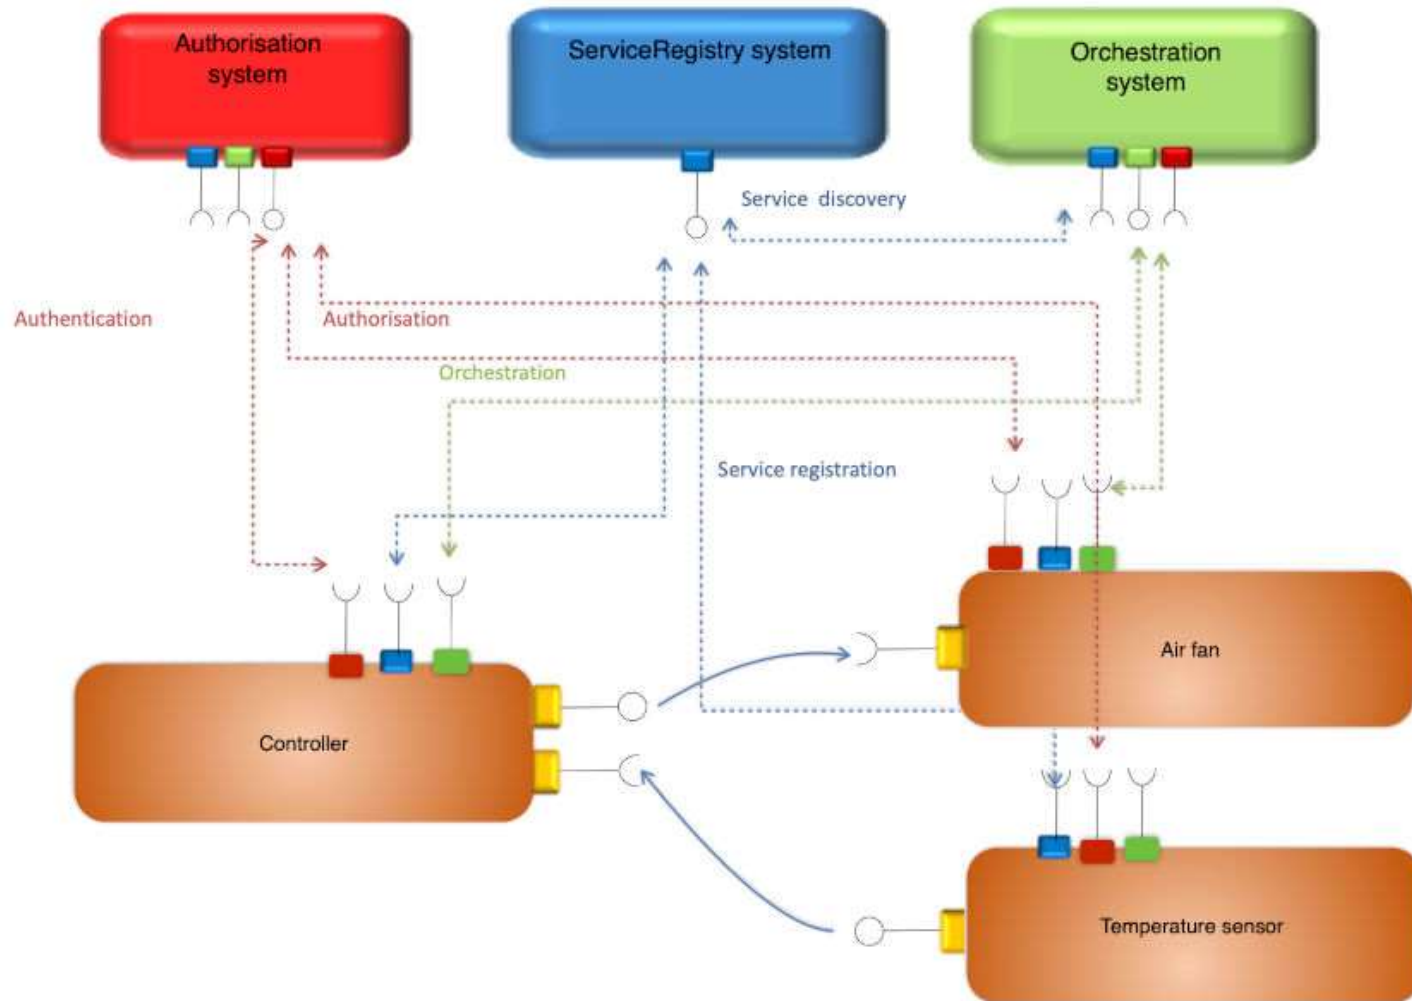 Authorisation
system
ServiceRegistry system
Orchestration
system
Service discovery
Authentication
Authorisation
Orchestration
Service registration
Air fan
Controller
Temperature sensor